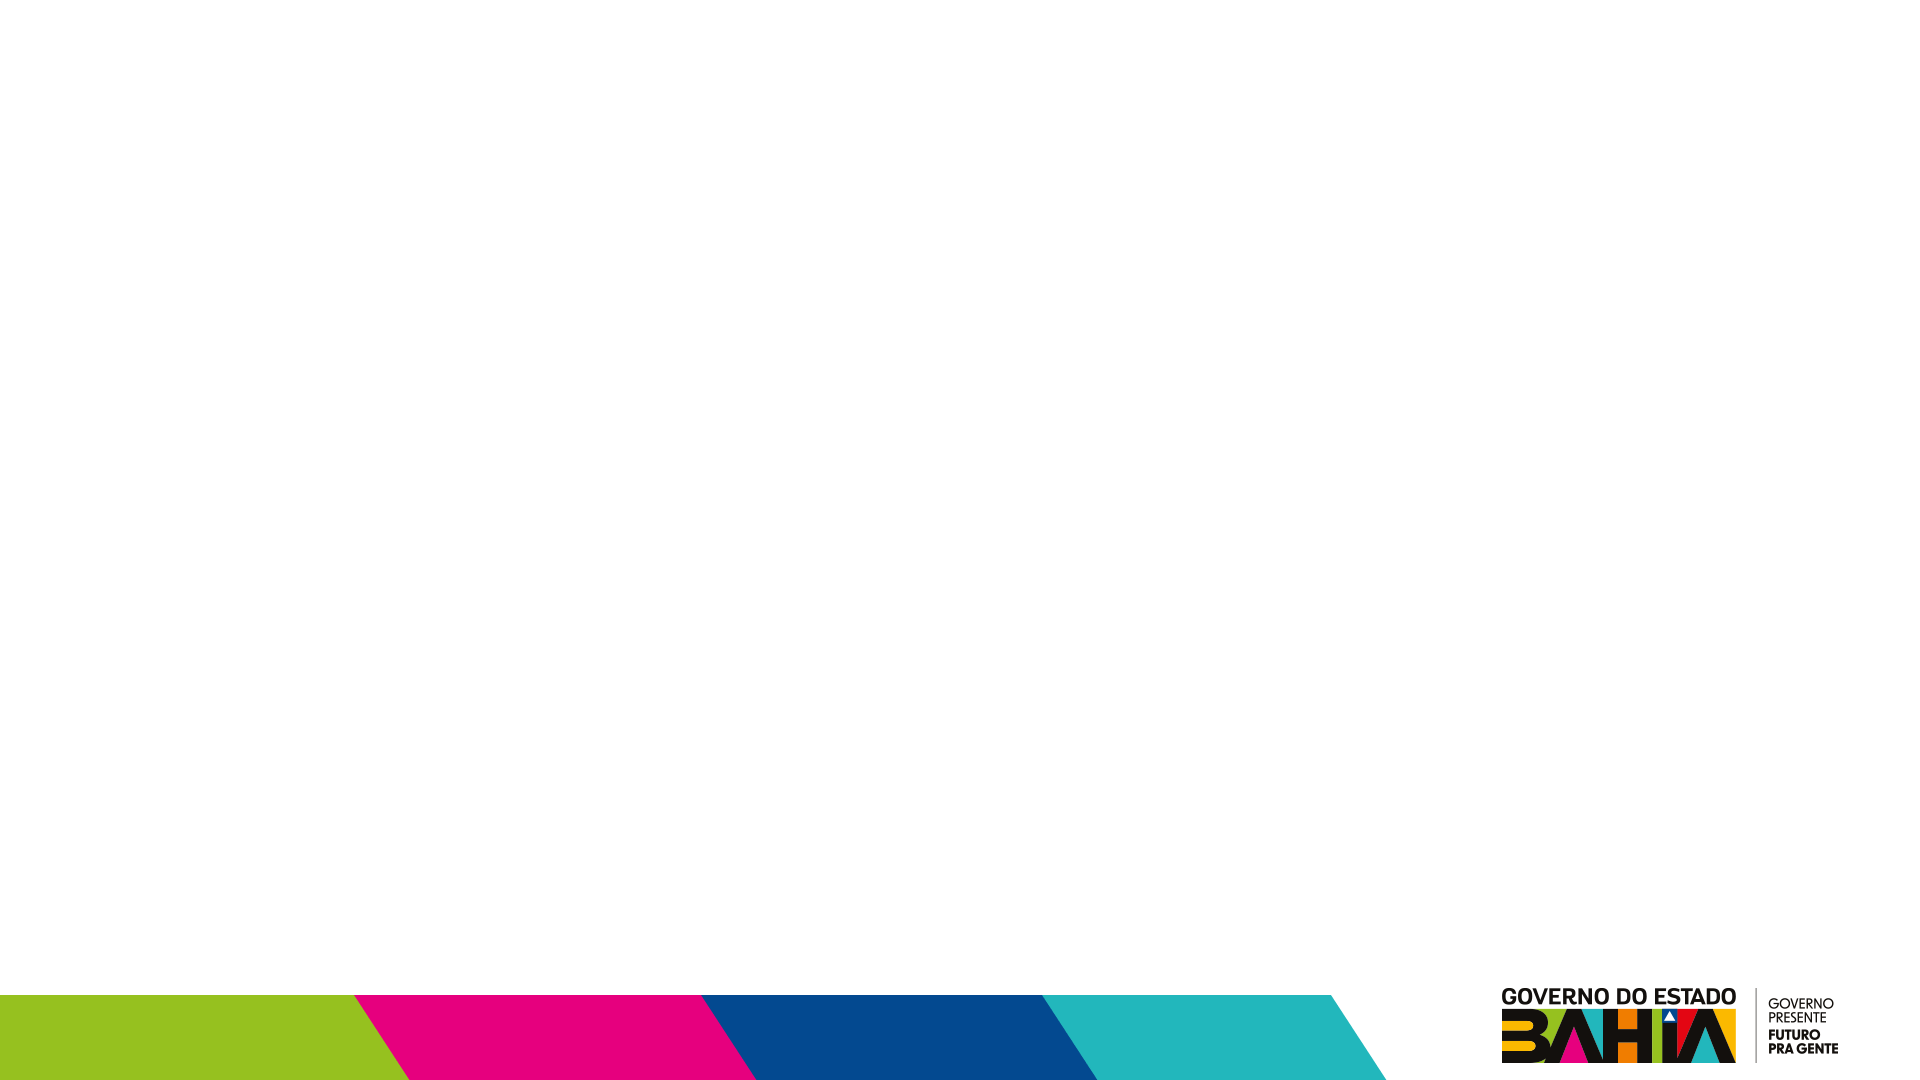 GOVERNO DO ESTADO
BAHIA
GOVERNO
PRESENTE
FUTURO
PRA GENTE